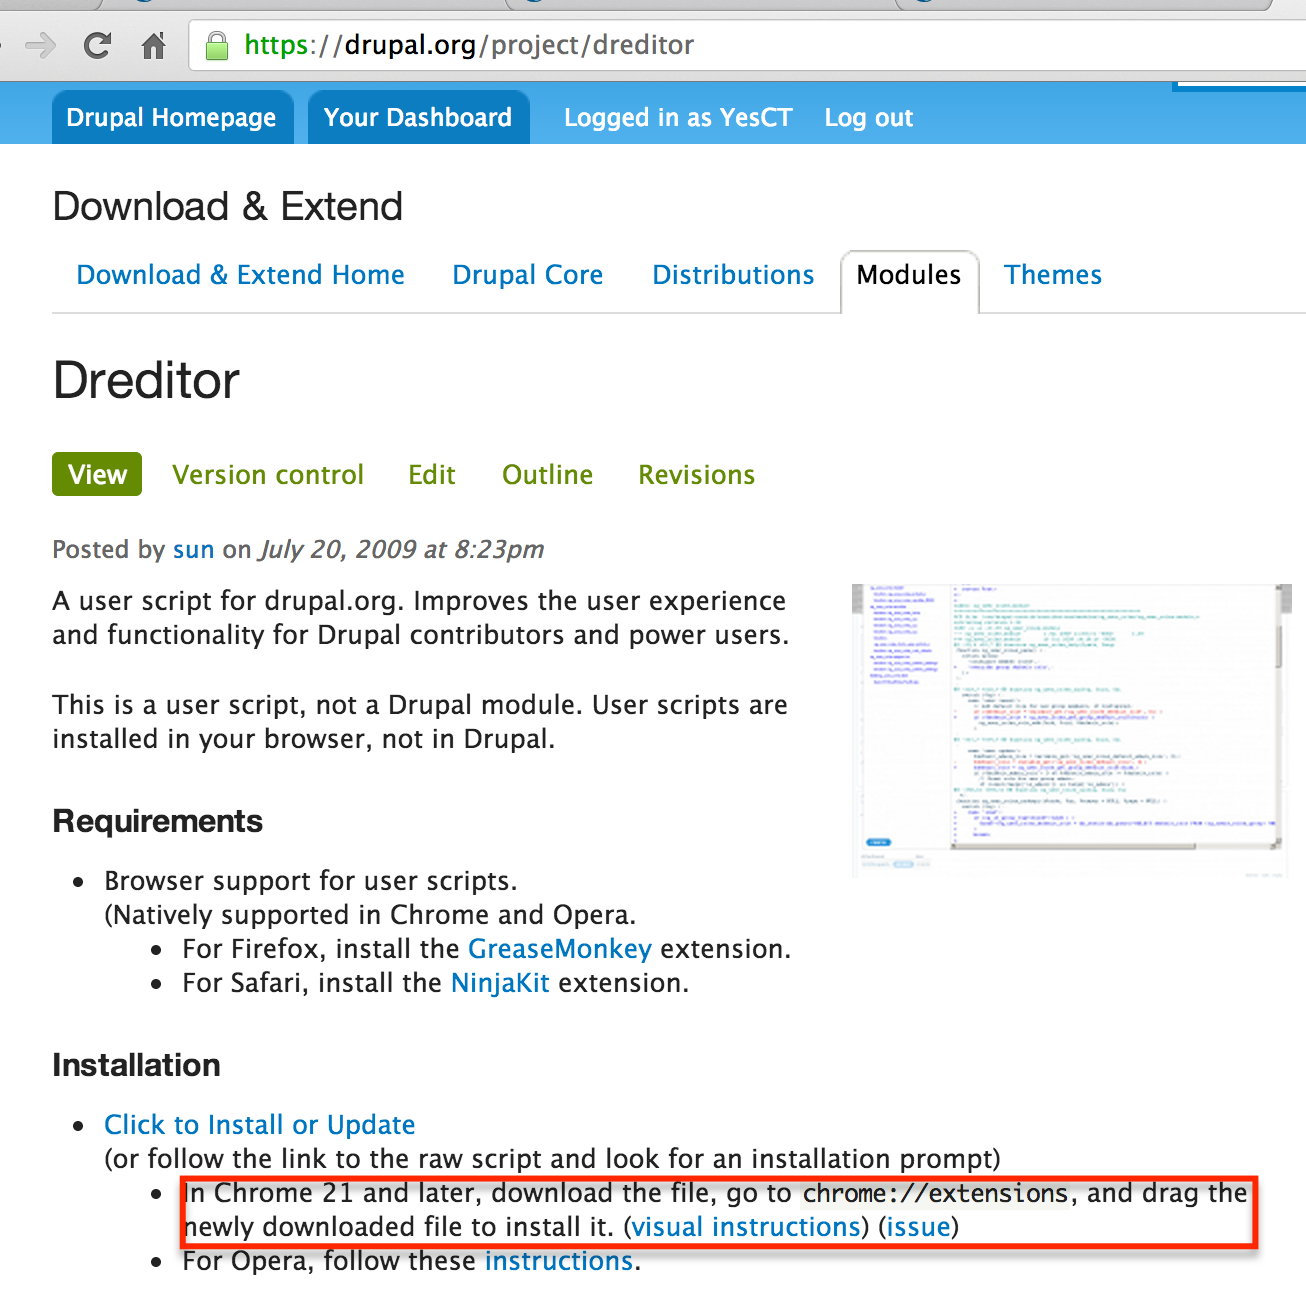 https://drupal.org/project/dreditor
Drupal Homepage
Your Dashboard
Logged in as YesCT
Log out
Download & Extend
Download & Extend Home
Drupal Core
Distributions
Modules
Themes
Dreditor
View
Version control
Edit
Outline
Revisions
Posted by sun on July 20, 2009 at 8:23pm
A user script for drupal.org. Improves the user experience
and functionality for Drupal contributors and power users.
This is a user script, not a Drupal module. User scripts are
installed in your browser, not in Drupal.
Requirements
• Browser support for user scripts.
(Natively supported in Chrome and Opera.
• For Firefox, install the GreaseMonkey extension.
• For Safari, install the NinjaKit extension.
Installation
• Click to Install or Update
(or follow the link to the raw script and look for an installation prompt)
• In Chrome 21 and later, download the file, go to chrome://extensions, and drag the
newly downloaded file to install it. (visual instructions) (issue)
• For Opera, follow these instructions.